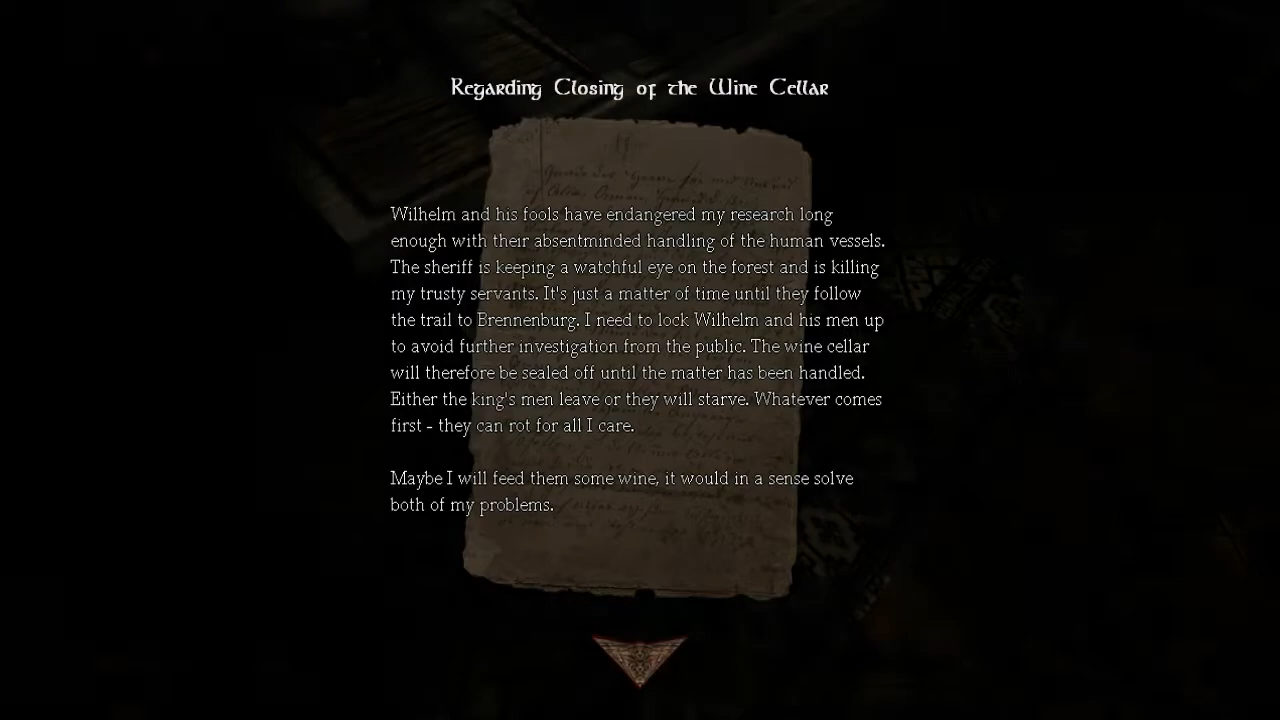 Regarding Closing of the Wine Cellar
Wilhelm and his fools have endangered my research long
enough with their absentminded handling of the human vessels.
The sheriff is keeping a watchful eye on the forest and is killing
my trusty servants. It's just a matter of time until they follow
the trail to Brennenburg. I need to lock Wilhelm and his men up
to avoid further investigation from the public. The wine cellar
will therefore be sealed off until the matter has been handled.
Either the king's men leave or they will starve. Whatever comes
first - they can rot for all I care.
Maybe I will feed them some wine, it would in a sense solve
both of my problems.